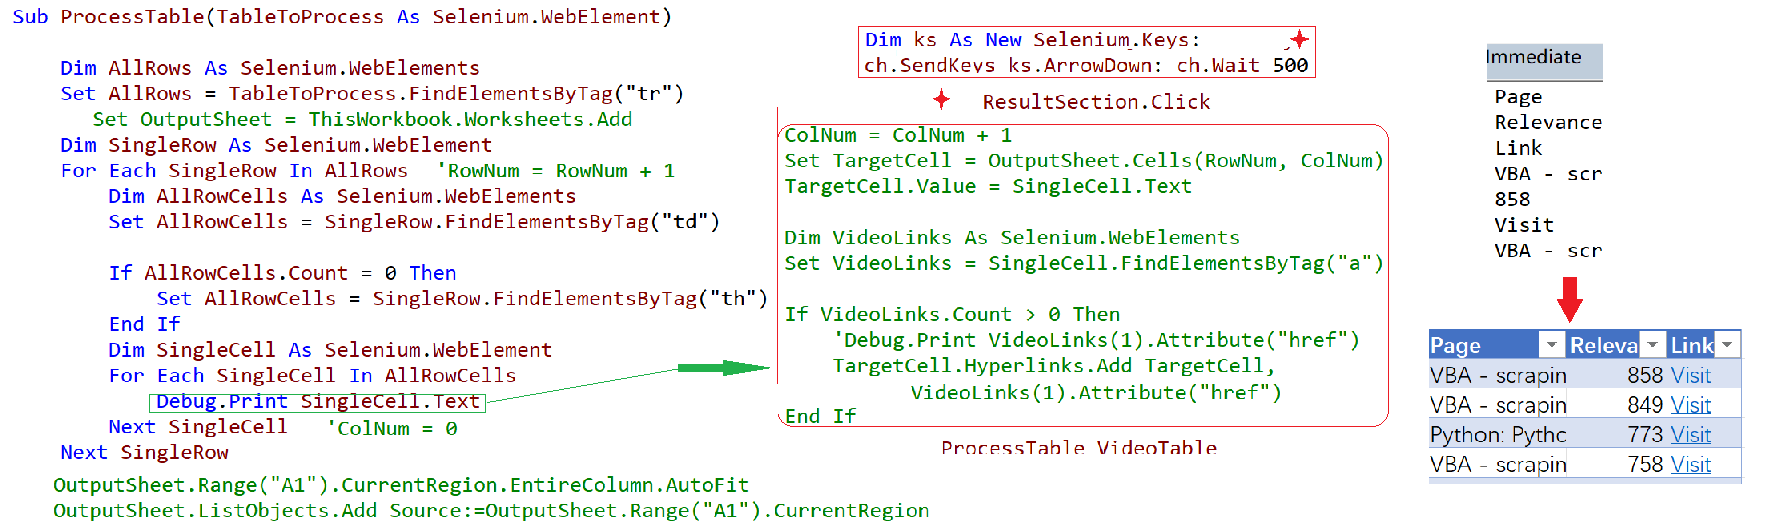 Sub ProcessTable(TableToProcess As Selenium.WebElement)
Dim AllRows As Selenium.WebElements
Set AllRows = TableToProcess.FindElementsByTag("tr")
Set OutputSheet = ThisWorkbook.Worksheets.Add
Dim SingleRow As Selenium.WebElement
For Each SingleRow In AllRows 'RowNum = RowNum + 1
Dim AllRowCells As Selenium.WebElements
Set AllRowCells = SingleRow.FindElementsByTag("td")
If AllRowCells.Count = 0 Then
Set AllRowCells = SingleRow.FindElementsByTag("th")
End If
Dim SingleCell As Selenium.WebElement
For Each SingleCell In AllRowCells
Debug.Print SingleCell.Text
Next SingleCell 'ColNum = 0
Next SingleRow
OutputSheet.Range("A1").CurrentRegion.EntireColumn.AutoFit
OutputSheet.ListObjects.Add Source:=OutputSheet.Range("A1").CurrentRegion
Dim ks As New Selenium.Keys:
ch.SendKeys ks.ArrowDown: ch.Wait 500
ResultSection.Click
ColNum = ColNum + 1
Set TargetCell = OutputSheet.Cells(RowNum, ColNum)
TargetCell.Value = SingleCell.Text
Dim VideoLinks As Selenium.WebElements
Set VideoLinks = SingleCell.FindElementsByTag("a")
If VideoLinks.Count > 0 Then
'Debug.Print VideoLinks(1).Attribute("href")
TargetCell.Hyperlinks.Add TargetCell,
VideoLinks(1).Attribute("href")
End If
ProcessTable VideoTable
Immediate
Page
Relevance
Link
VBA - scr
858
Visit
VBA - scr
Page Releva Link
VBA - scrapin 858 Visit
VBA - scrapin 849 Visit
Python: Pythc 773 Visit
VBA - scrapin 758 Visit